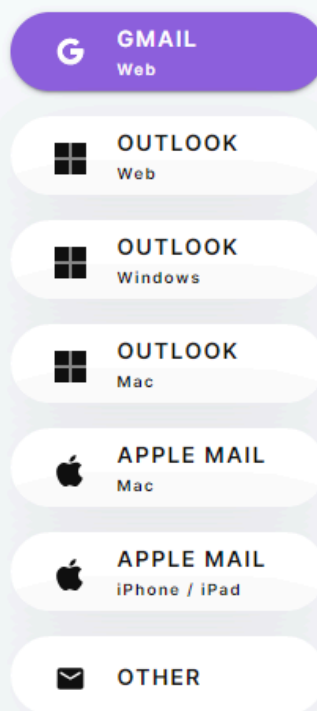 GMAIL
Web
OUTLOOK
Web
OUTLOOK
Windows
OUTLOOK
Mac
APPLE MAIL
Mac
APPLE MAIL
iPhone / iPad
OTHER